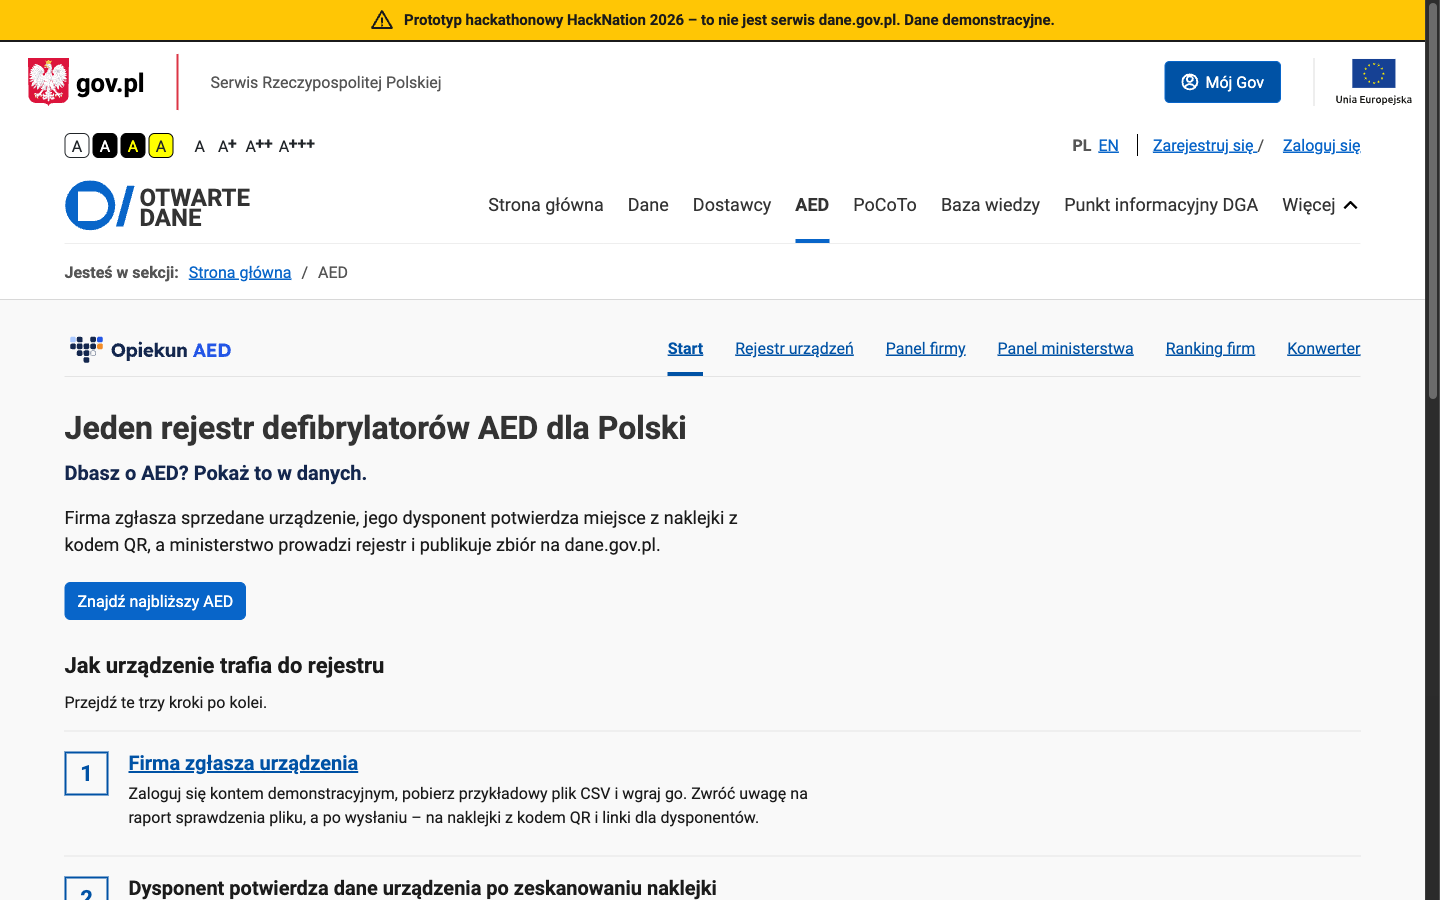 Prototyp hackathonowy HackNation 2026 – to nie jest serwis dane.gov.pl. Dane demonstracyjne.
gov.pl
Serwis Rzeczypospolitej Polskiej
Mój Gov
Unia Europejska
A A A A A A+ A++ A+++
PL EN Zarejestruj się / Zaloguj się
OTWARTE
DANE
Strona główna Dane Dostawcy AED PoCoTo Baza wiedzy Punkt informacyjny DGA Więcej
Jesteś w sekcji: Strona główna / AED
Opiekun AED
Start Rejestr urządzeń Panel firmy Panel ministerstwa Ranking firm Konwerter
Jeden rejestr defibrylatorów AED dla Polski
Dbasz o AED? Pokaż to w danych.
Firma zgłasza sprzedane urządzenie, jego dysponent potwierdza miejsce z naklejki z
kodem QR, a ministerstwo prowadzi rejestr i publikuje zbiór na dane.gov.pl.
Znajdź najbliższy AED
Jak urządzenie trafia do rejestru
Przejdź te trzy kroki po kolei.
1
Firma zgłasza urządzenia
Zaloguj się kontem demonstracyjnym, pobierz przykładowy plik CSV i wgraj go. Zwróć uwagę na
raport sprawdzenia pliku, a po wysłaniu – na naklejki z kodem QR i linki dla dysponentów.
2
Dysponent potwierdza dane urządzenia po zeskanowaniu naklejki